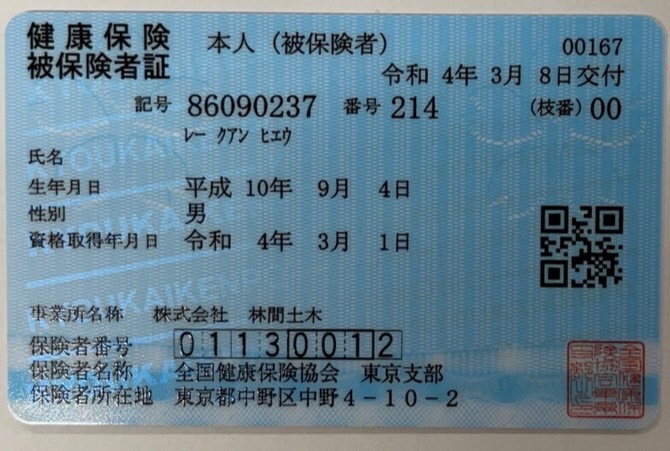 健康保険 本人（被保険者） 00167
被保険者証 令和 4年 3月 8日交付
記号 86090237 番号 214 （枝番）00
ﾚｰ ｸｱﾝ ﾋｴｳ
氏名
生年月日 平成 10年 9月 4日
性別 男
資格取得年月日 令和 4年 3月 1日
事業所名称 株式会社 林間土木
保険者番号 01130012
保険者名称 全国健康保険協会 東京支部
保険者所在地 東京都中野区中野4-10-2